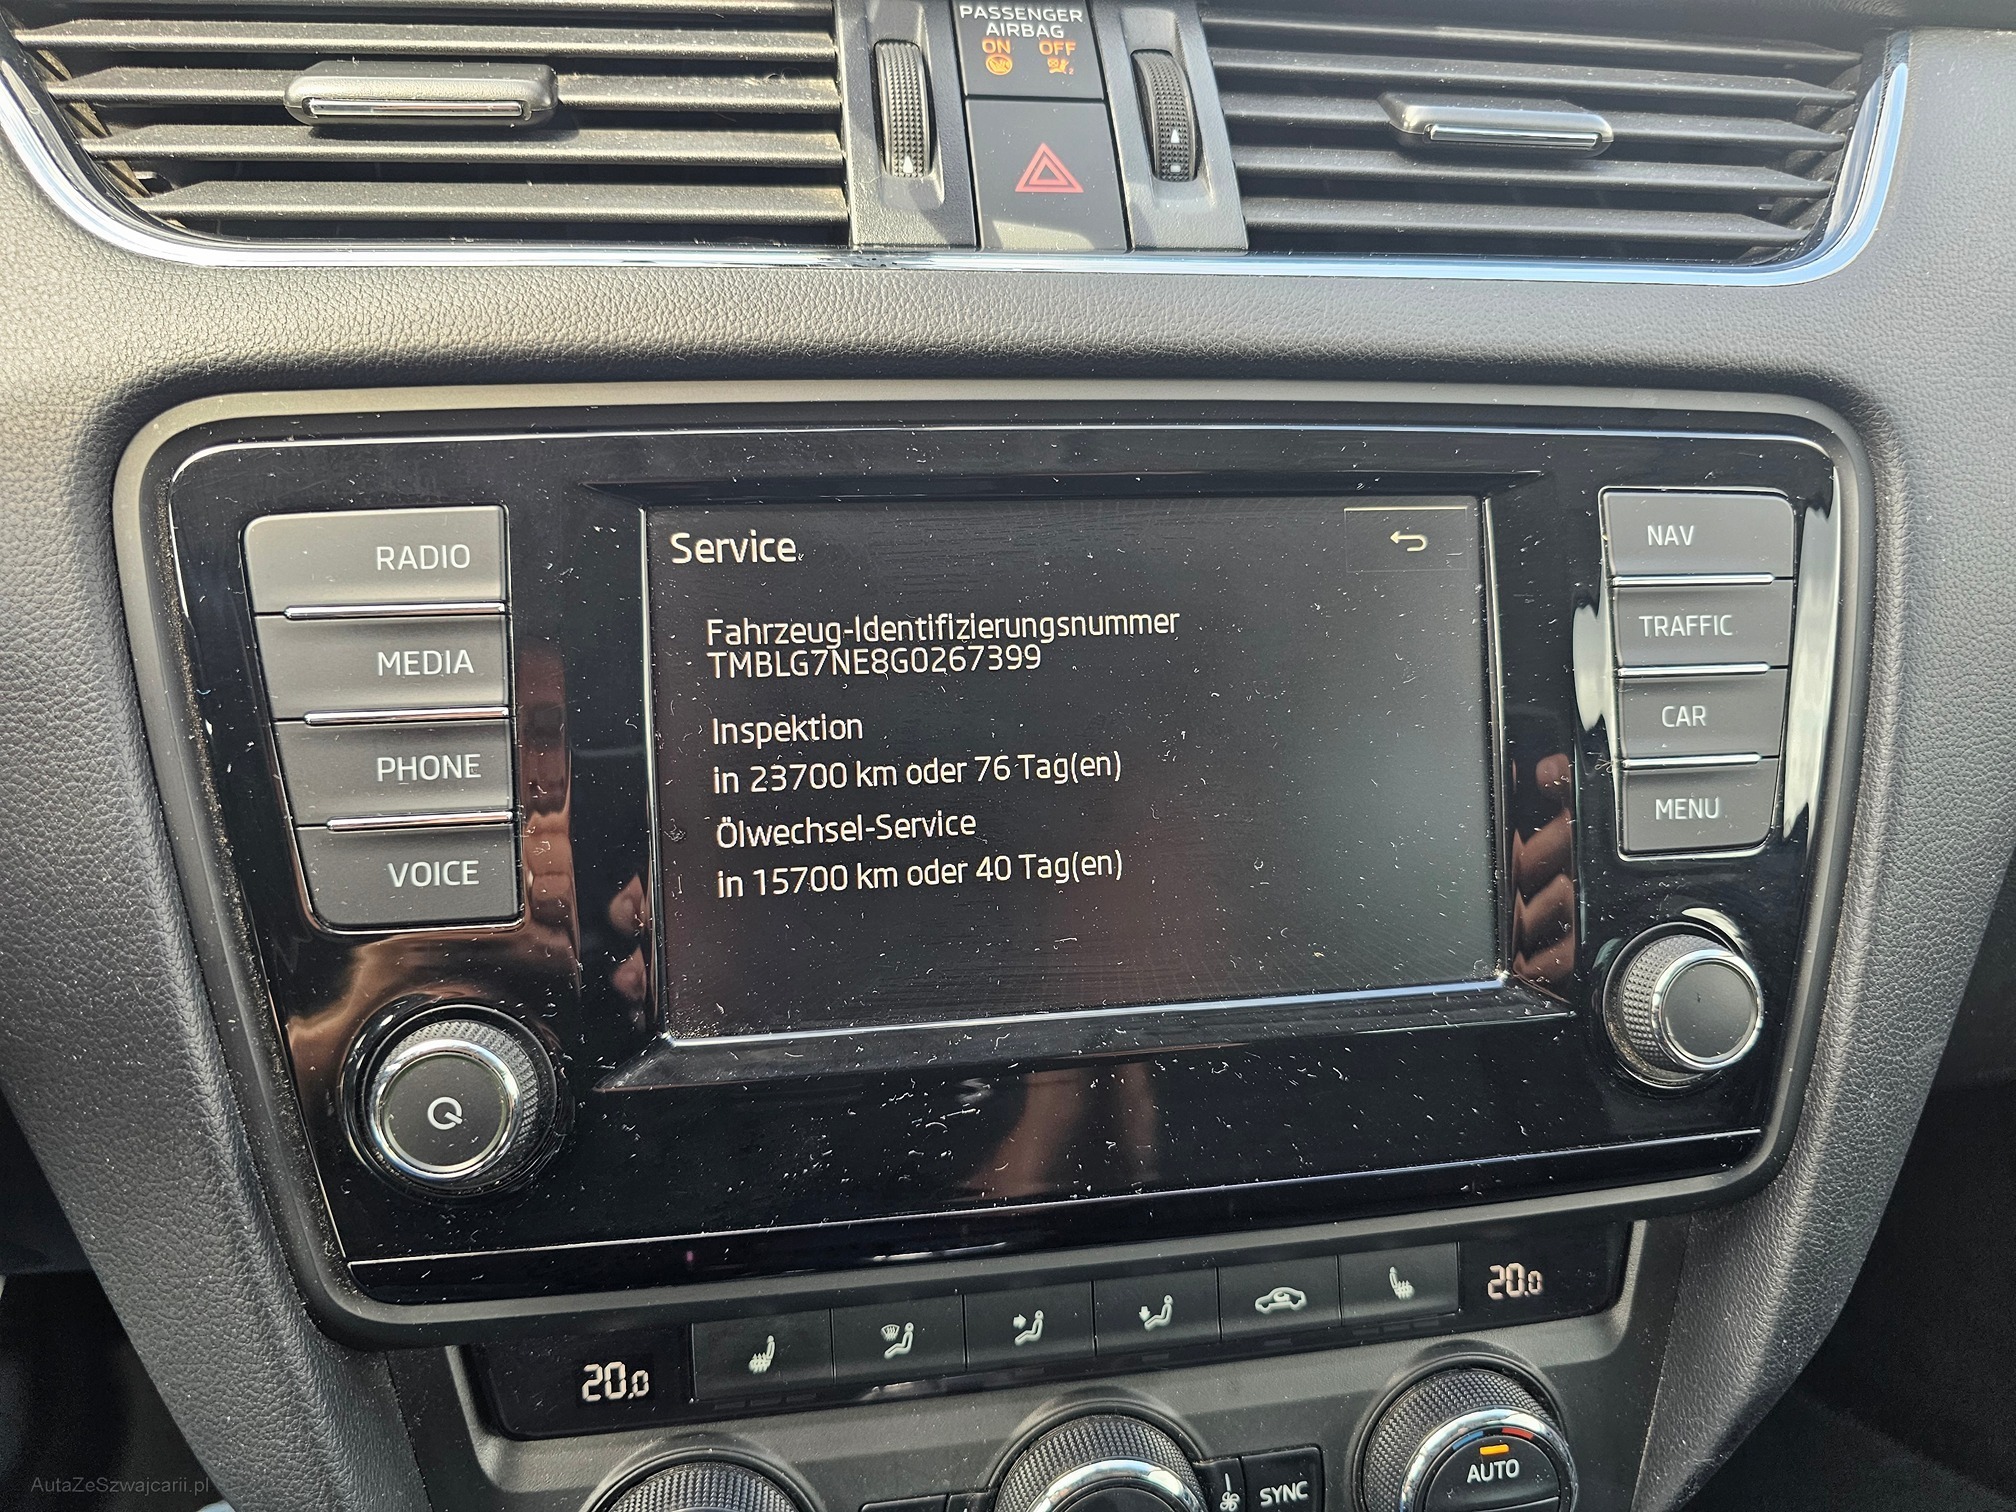 PASSENGER
AIRBAG
ON OFF
RADIO
MEDIA
PHONE
VOICE
Service
Fahrzeug-Identifizierungsnummer
TMBLG7NE8G0267399
Inspektion
in 23700 km oder 76 Tag(en)
Ölwechsel-Service
in 15700 km oder 40 Tag(en)
NAV
TRAFFIC
CAR
MENU
20.0
20.0
SYNC
AUTO
AutaZeSzwajcarii.pl